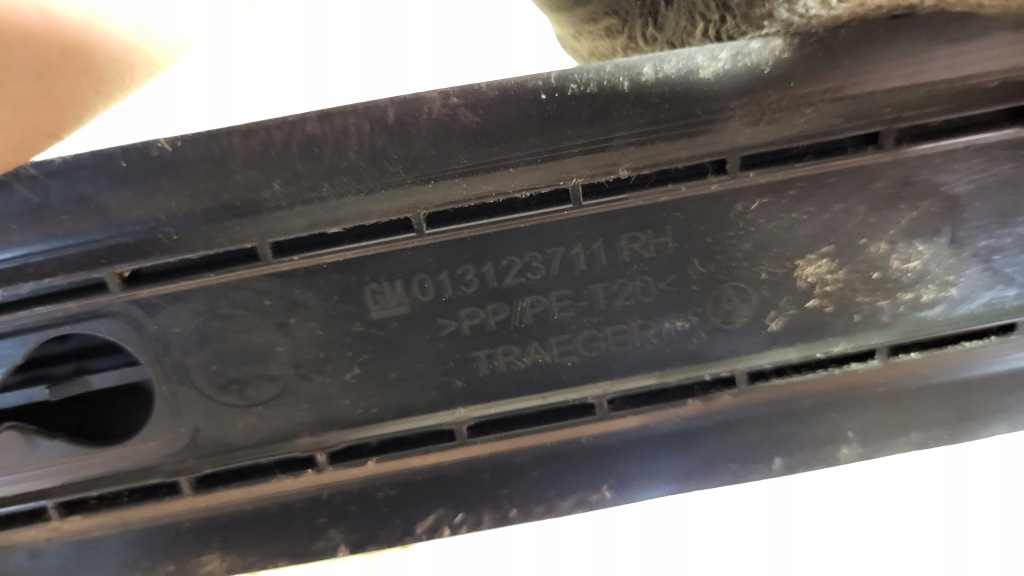 GM 013123711 RH
>PP/PE-T20<
TRAEGER